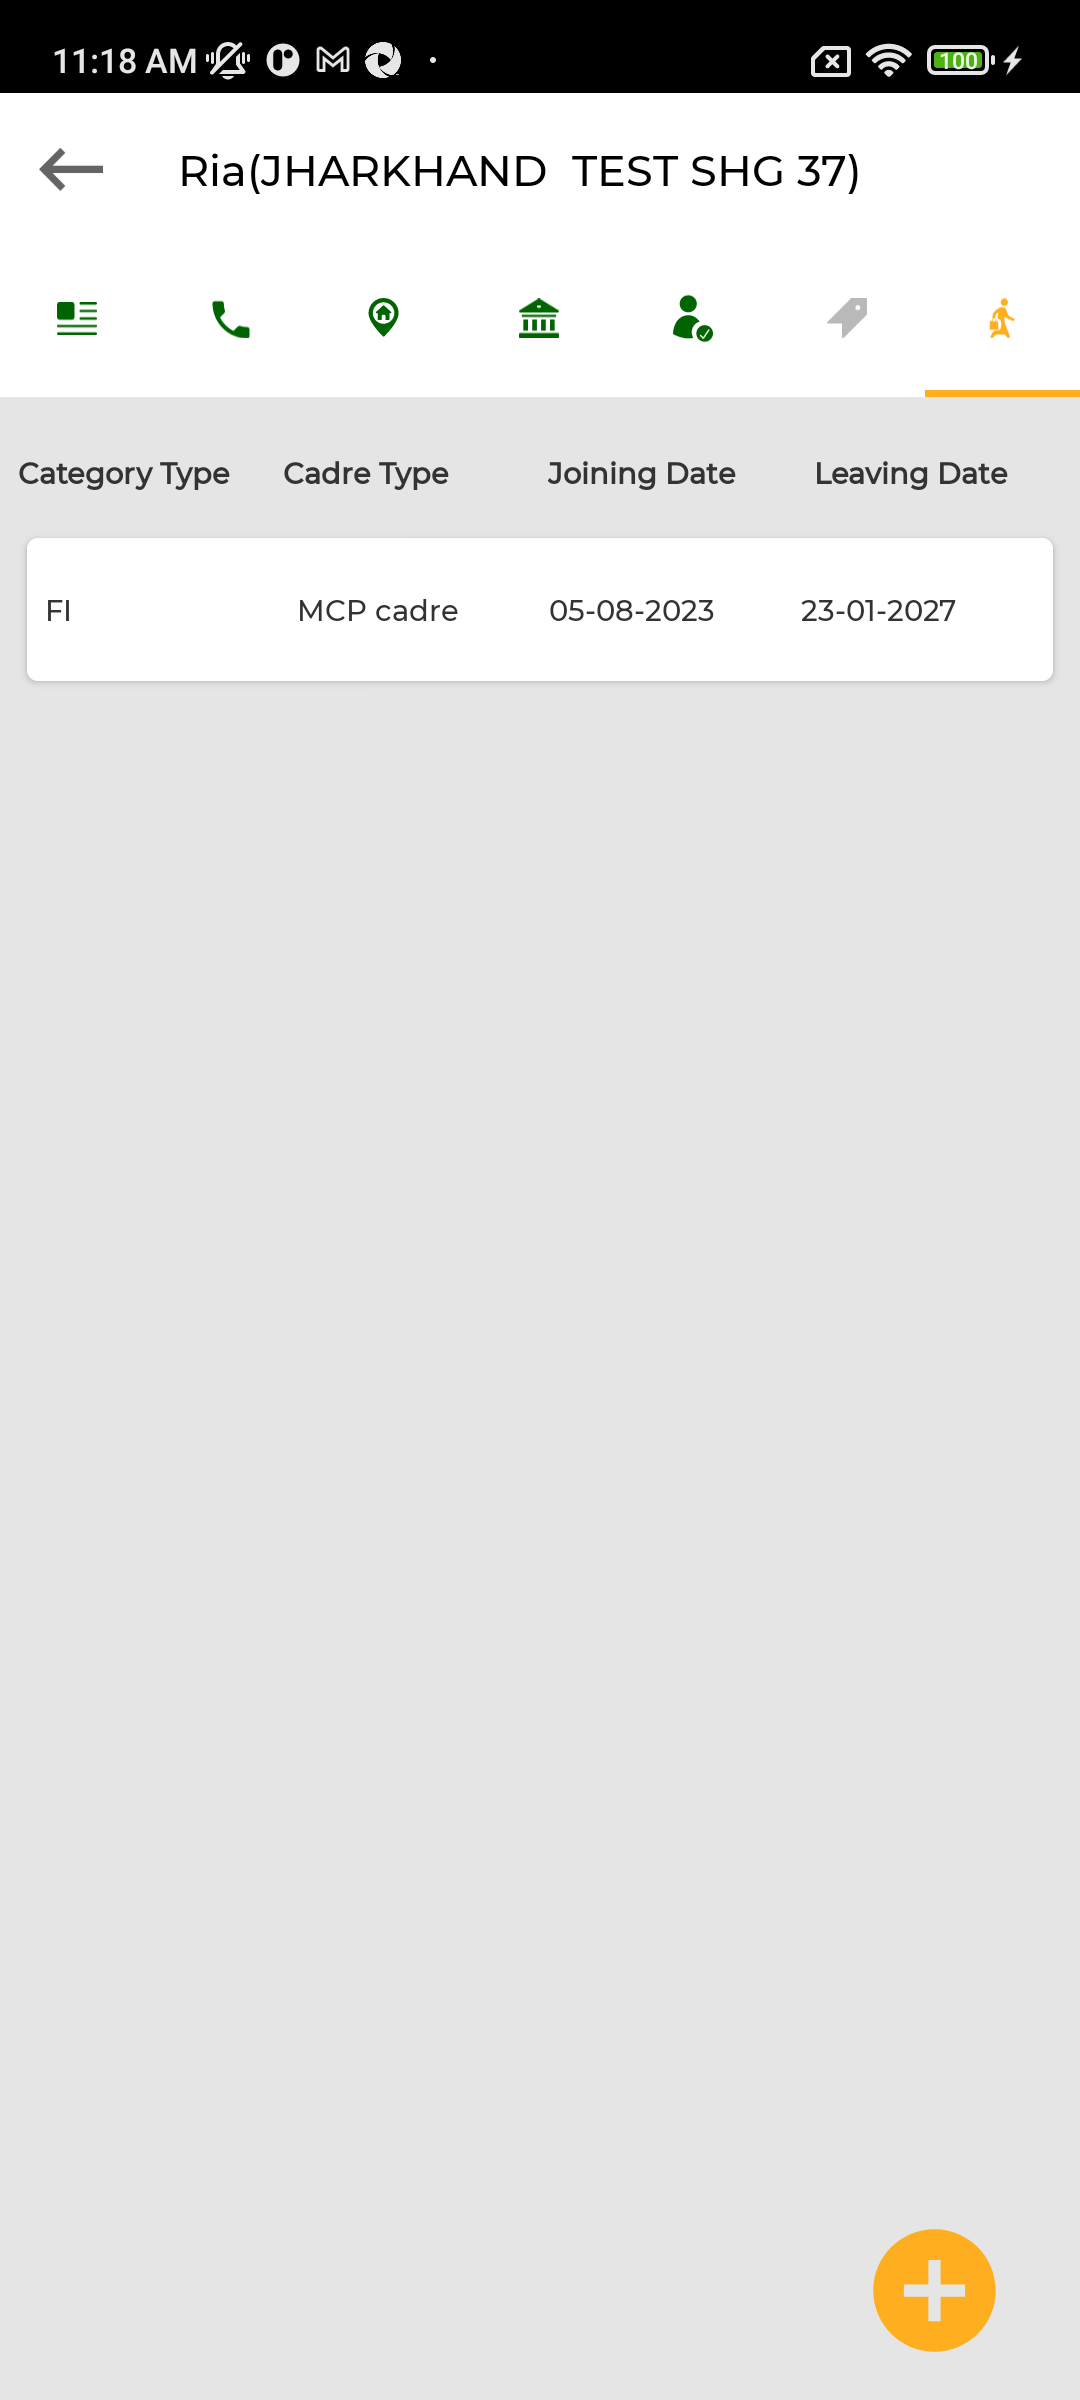 11:18 AM
100
Ria(JHARKHAND  TEST SHG 37)
Category Type Cadre Type Joining Date Leaving Date
FI MCP cadre 05-08-2023 23-01-2027